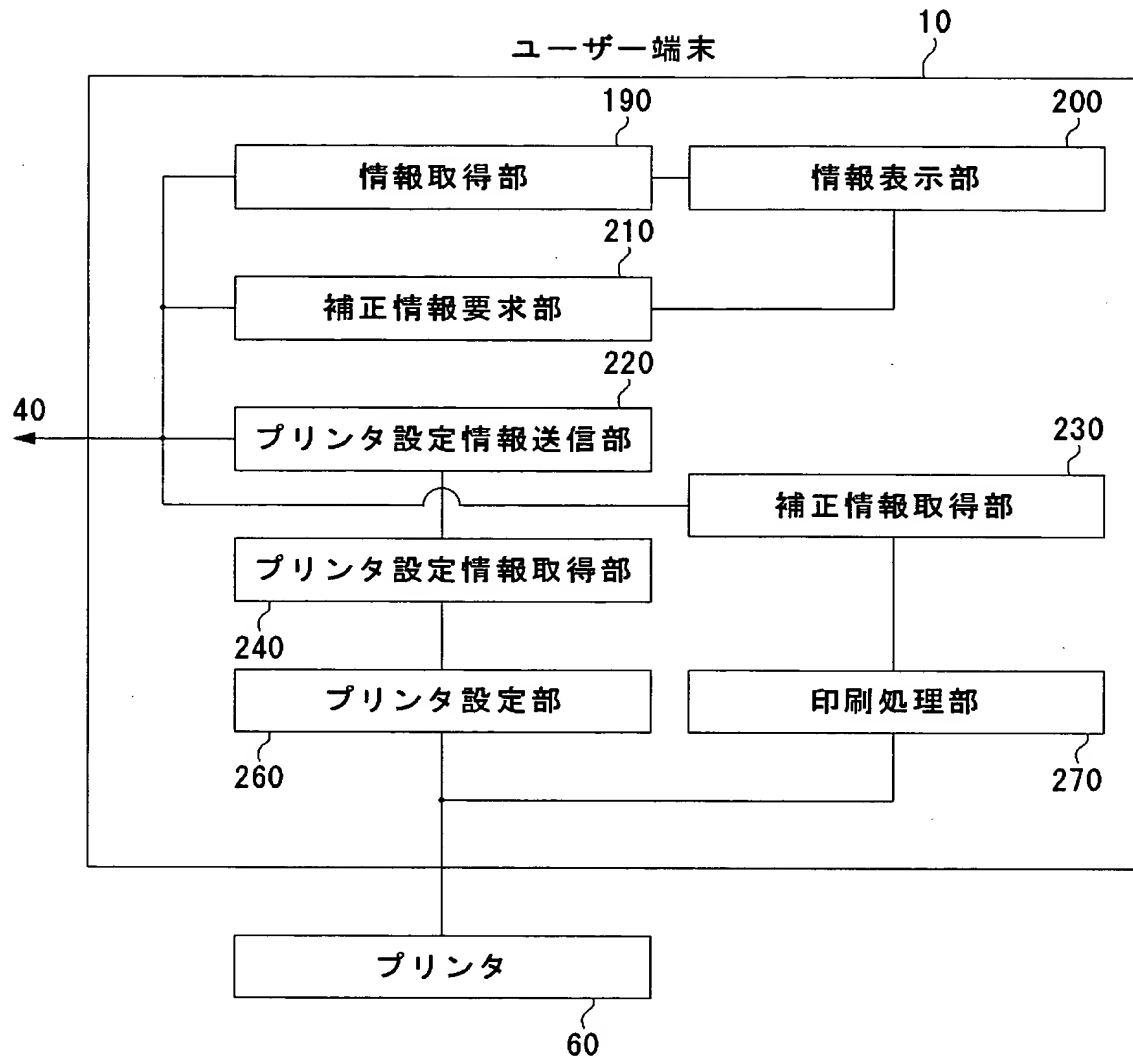 10
ユーザー端末
190
200
情報取得部
情報表示部
210
補正情報要求部
220
40
プリンタ設定情報送信部
230
補正情報取得部
プリンタ設定情報取得部
240
プリンタ設定部
印刷処理部
260
270
プリンタ
60